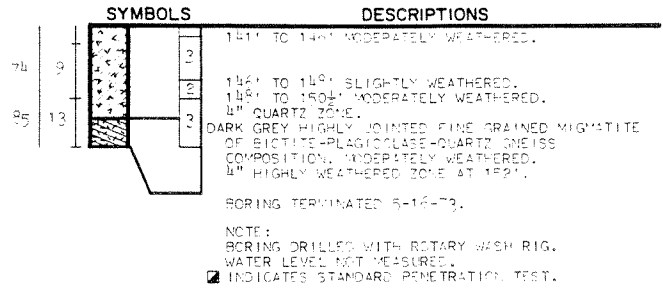 SYMBOLS DESCRIPTIONS
141' TO 146' MODERATELY WEATHERED.
74 9 3
146' TO 148' SLIGHTLY WEATHERED.
2
148' TO 150½' MODERATELY WEATHERED.
4" QUARTZ ZONE.
85 13 3
DARK GREY HIGHLY JOINTED FINE GRAINED MIGMATITE
OF BIOTITE-PLAGIOCLASE-QUARTZ GNEISS
COMPOSITION. MODERATELY WEATHERED.
4" HIGHLY WEATHERED ZONE AT 152'.
BORING TERMINATED 5-16-73.
NOTE:
BORING DRILLED WITH ROTARY WASH RIG.
WATER LEVEL NOT MEASURED.
INDICATES STANDARD PENETRATION TEST.